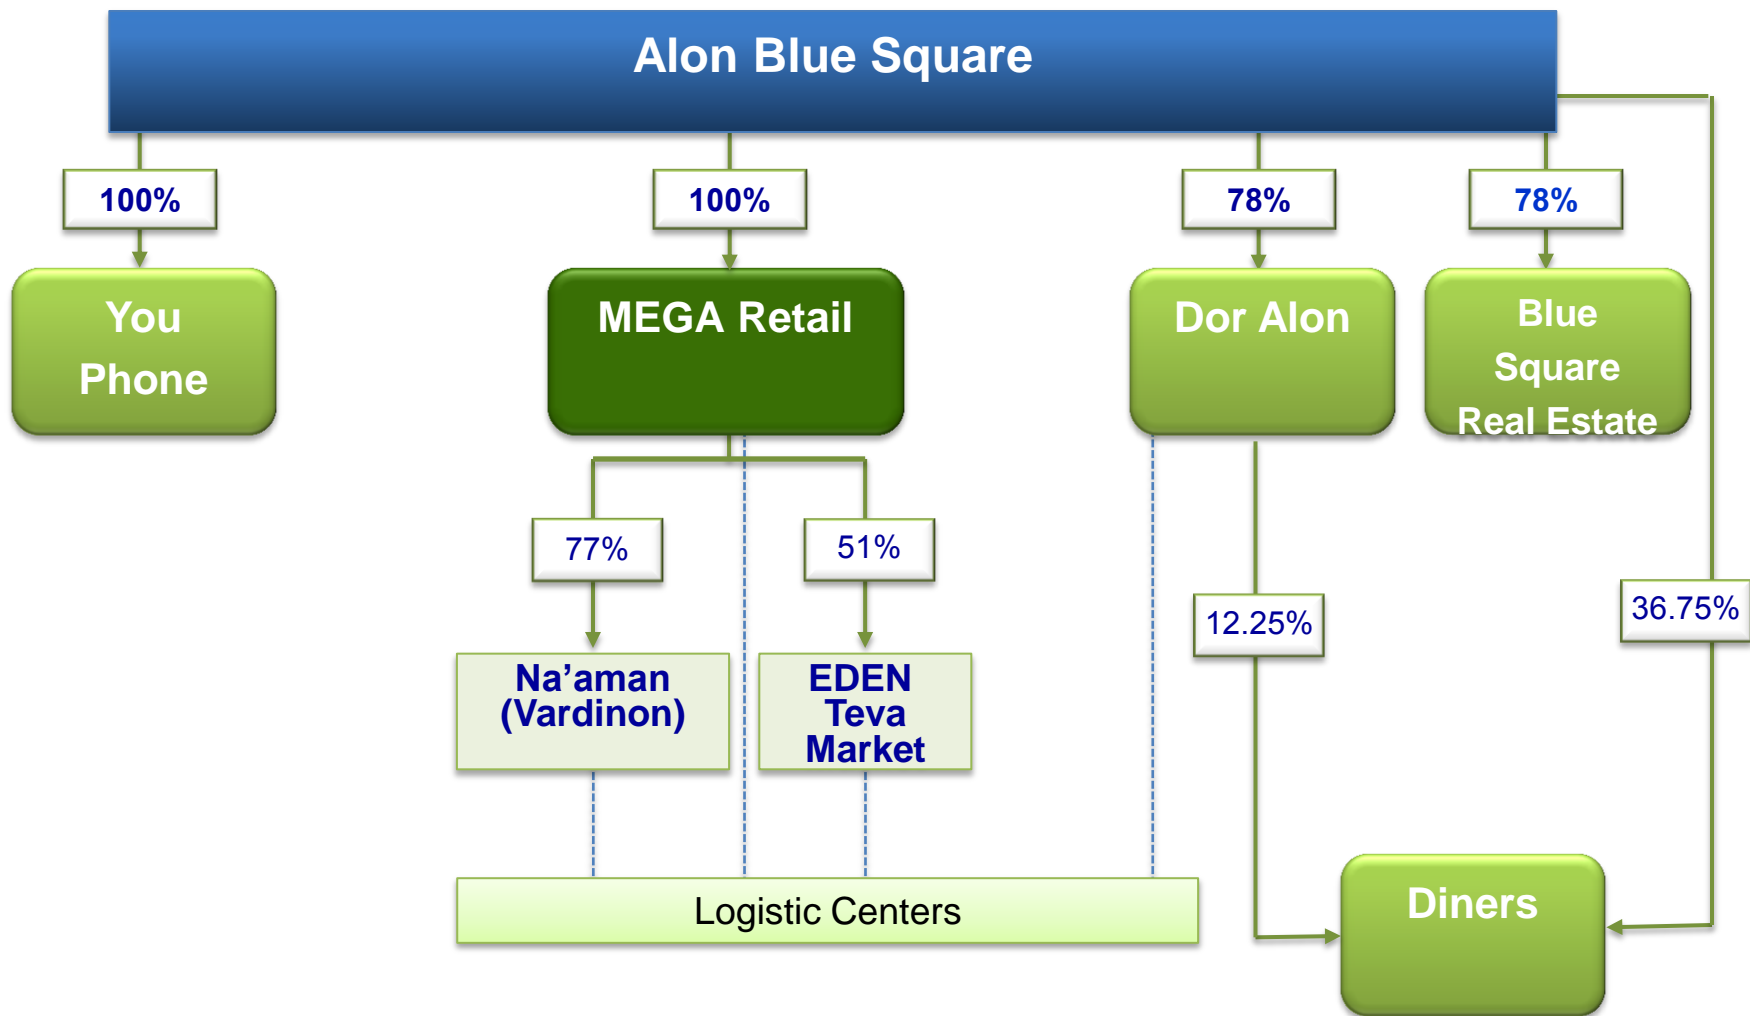 Alon Blue Square
100%
100%
78%
78%
You
Phone
MEGA Retail
Dor Alon
Blue
Square
Real Estate
77%
51%
12.25%
36.75%
Na’aman
(Vardinon)
EDEN
Teva
Market
Logistic Centers
Diners